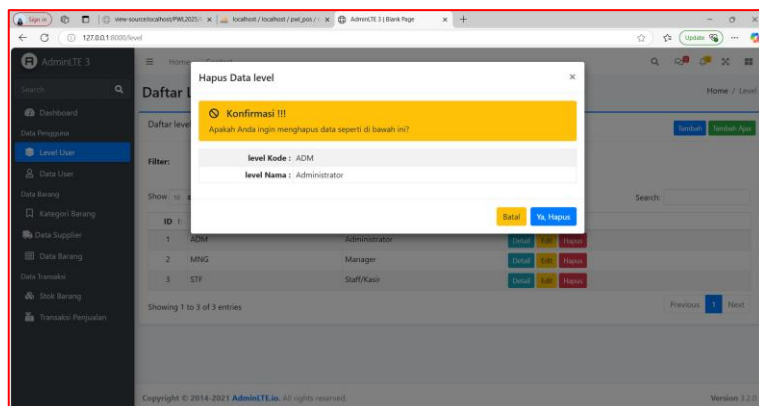 Sign in
view-source:localhost/PWL2025/
localhost / localhost / pwl_pos /
AdminLTE 3 | Blank Page
127.0.0.1:8000/level
Update
AdminLTE 3
Home
Contact
Search
Hapus Data level
Daftar L
Home / Level
Dashboard
Konfirmasi !!!
Apakah Anda ingin menghapus data seperti di bawah ini?
Data Pengguna
Daftar level
Tambah
Tambah Ajax
Level User
Filter:
level Kode : ADM
Data User
level Nama : Administrator
Data Barang
Show 10
Search:
Kategori Barang
Batal
Ya, Hapus
ID
Data Supplier
1 ADM Administrator Detail Edit Hapus
Data Barang
2 MNG Manager Detail Edit Hapus
Data Transaksi
3 STF Staff/Kasir Detail Edit Hapus
Stok Barang
Showing 1 to 3 of 3 entries
Previous 1 Next
Transaksi Penjualan
Copyright © 2014-2021 AdminLTE.io. All rights reserved.
Version 3.2.0